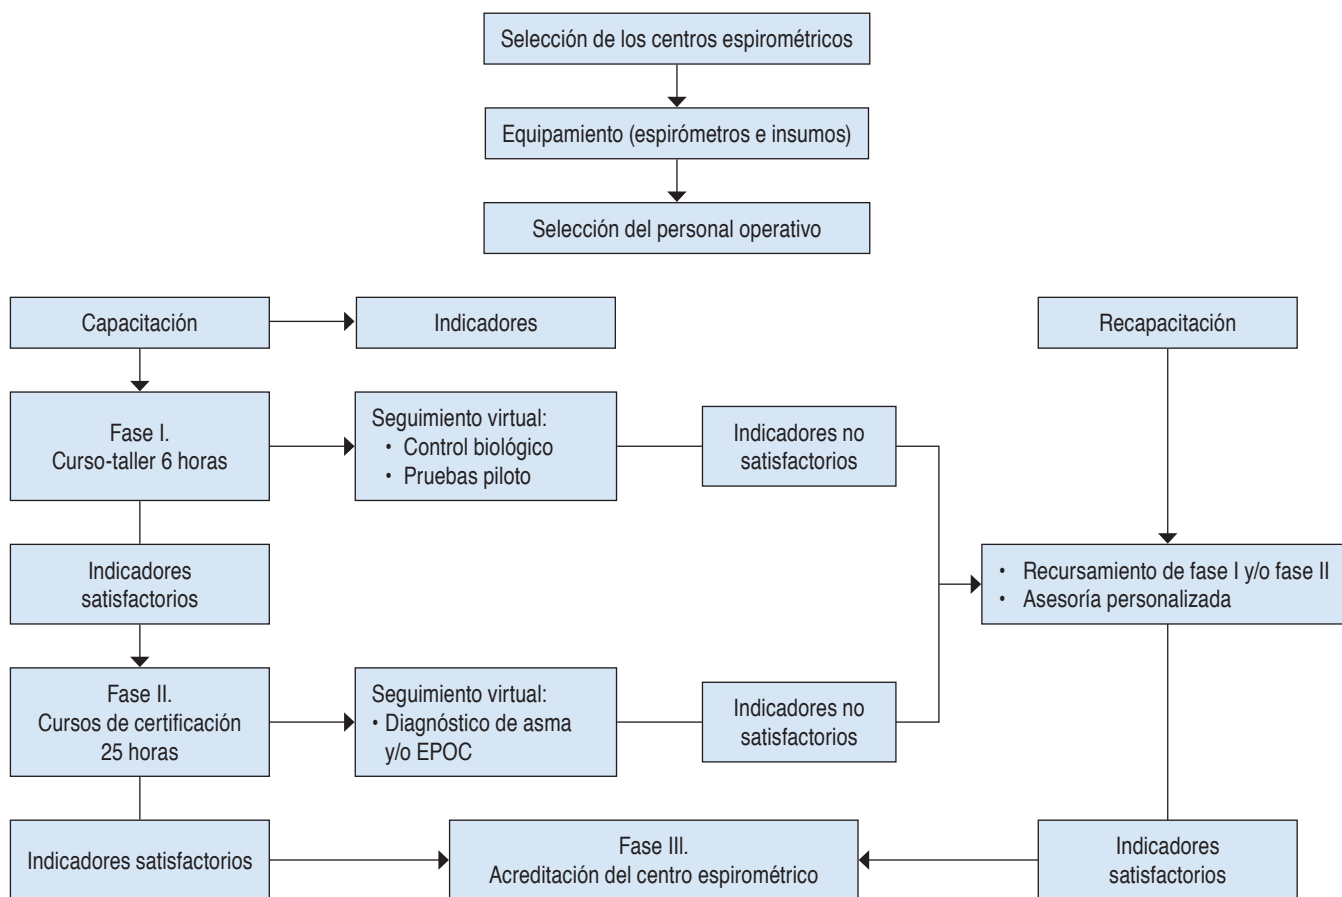 Selección de los centros espirométricos
Equipamiento (espirómetros e insumos)
Selección del personal operativo
Capacitación
Indicadores
Recapacitación
Fase I.
Curso-taller 6 horas
Seguimiento virtual:
• Control biológico
• Pruebas piloto
Indicadores no
satisfactorios
Indicadores
satisfactorios
• Recursamiento de fase I y/o fase II
• Asesoría personalizada
Fase II.
Cursos de certificación
25 horas
Seguimiento virtual:
• Diagnóstico de asma
y/o EPOC
Indicadores no
satisfactorios
Indicadores satisfactorios
Fase III.
Acreditación del centro espirométrico
Indicadores
satisfactorios